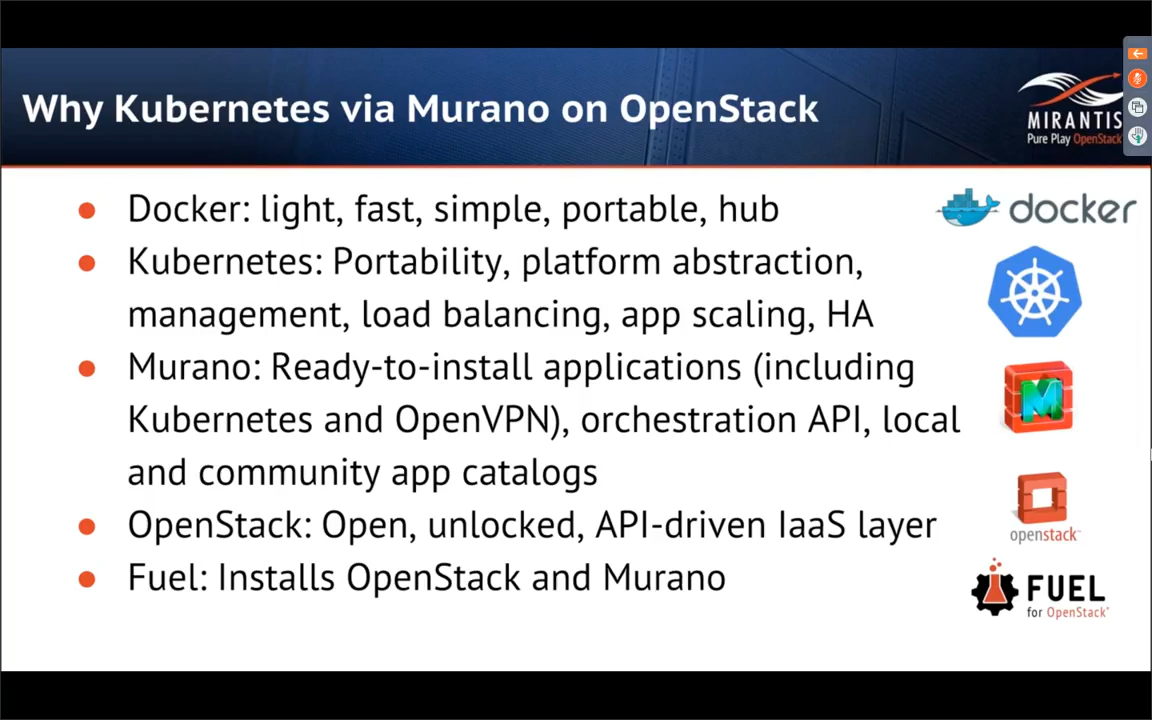 Why Kubernetes via Murano on OpenStack
MIRANTIS
Pure Play OpenStack
● Docker: light, fast, simple, portable, hub
docker
● Kubernetes: Portability, platform abstraction,
management, load balancing, app scaling, HA
● Murano: Ready-to-install applications (including
Kubernetes and OpenVPN), orchestration API, local
and community app catalogs
M
● OpenStack: Open, unlocked, API-driven IaaS layer
openstack™
● Fuel: Installs OpenStack and Murano
FUEL
for OpenStack